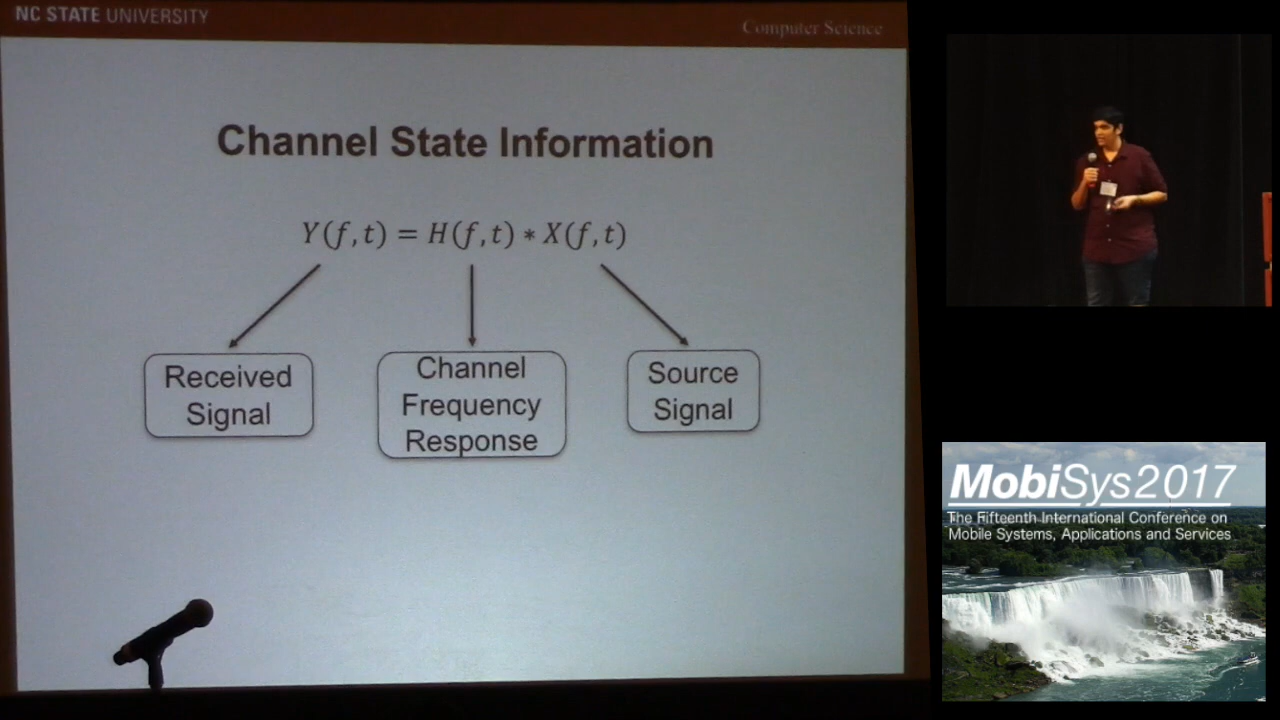 NC STATE UNIVERSITY
Computer Science
Channel State Information
Y(f,t) = H(f,t) * X(f,t)
Received
Signal
Channel
Frequency
Response
Source
Signal
MobiSys2017
The Fifteenth International Conference on
Mobile Systems, Applications and Services